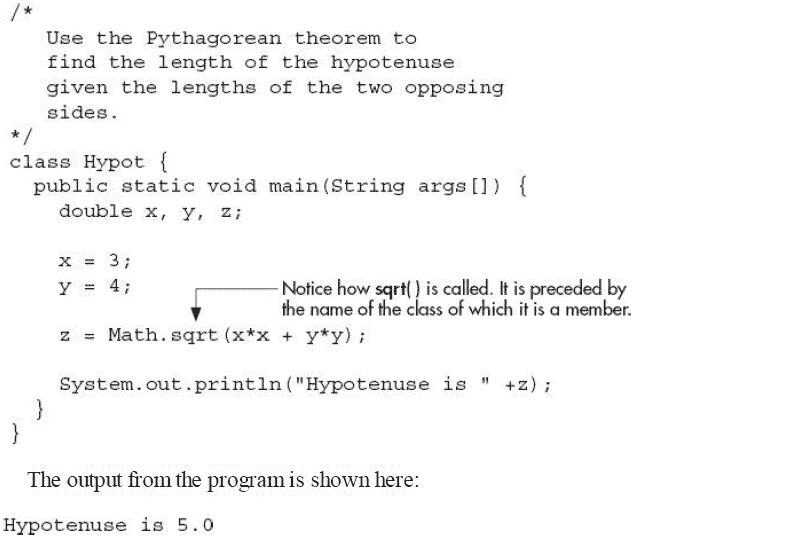 /*
Use the Pythagorean theorem to
find the length of the hypotenuse
given the lengths of the two opposing
sides.
*/
class Hypot {
public static void main(String args[]) {
double x, y, z;
x = 3;
y = 4;
Notice how sqrt( ) is called. It is preceded by
the name of the class of which it is a member.
z = Math.sqrt(x*x + y*y);
System.out.println("Hypotenuse is " +z);
}
}
The output from the program is shown here:
Hypotenuse is 5.0